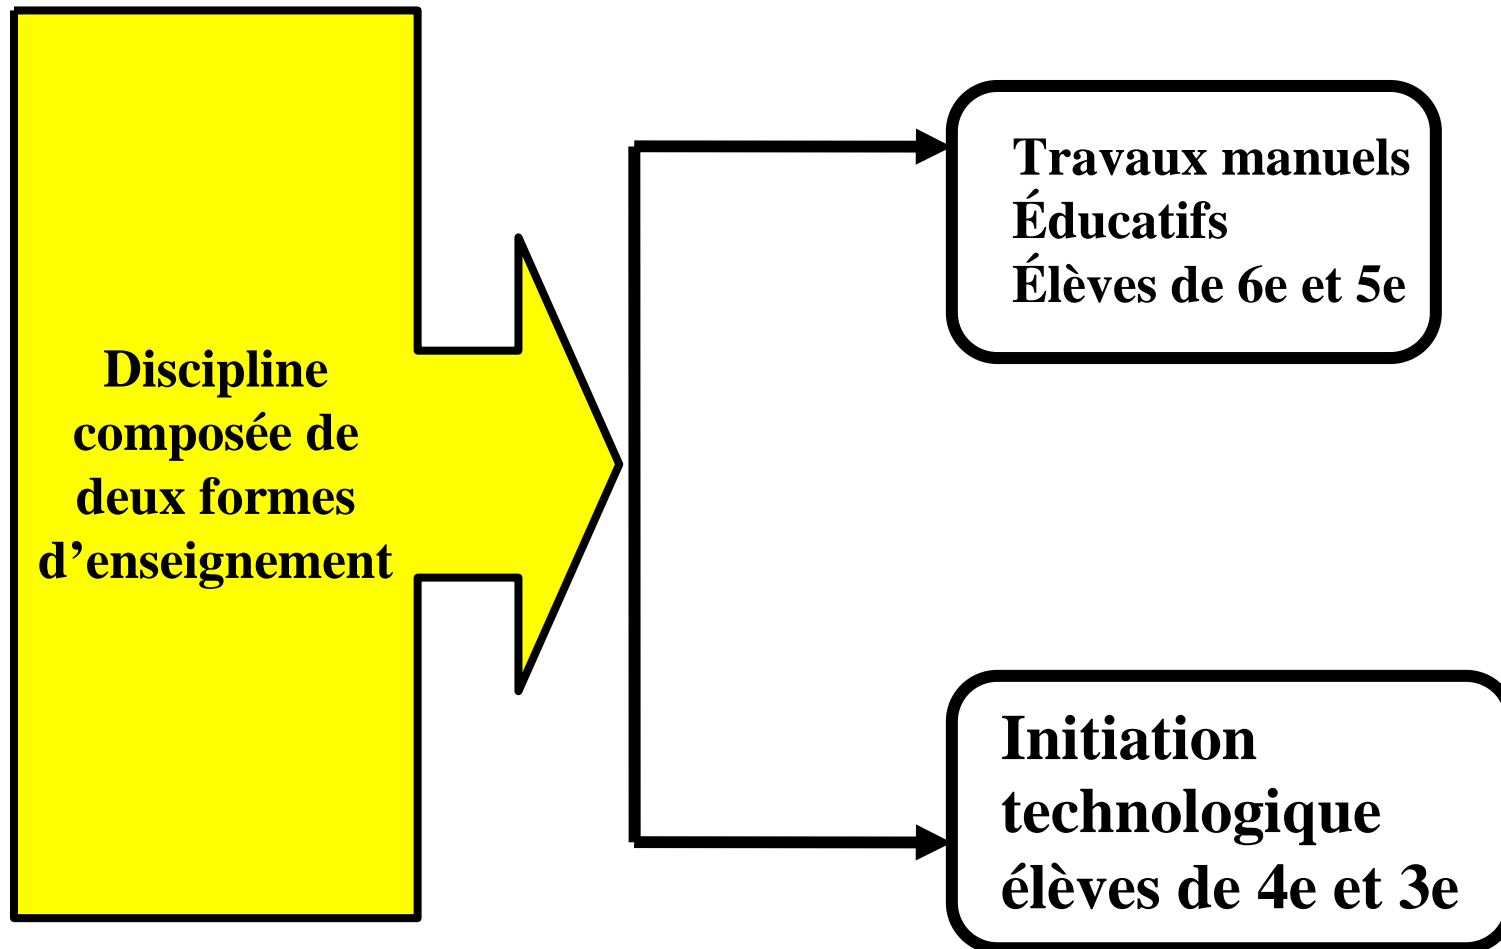 Discipline
composée de
deux formes
d’enseignement
Travaux manuels
Éducatifs
Élèves de 6e et 5e
Initiation
technologique
élèves de 4e et 3e